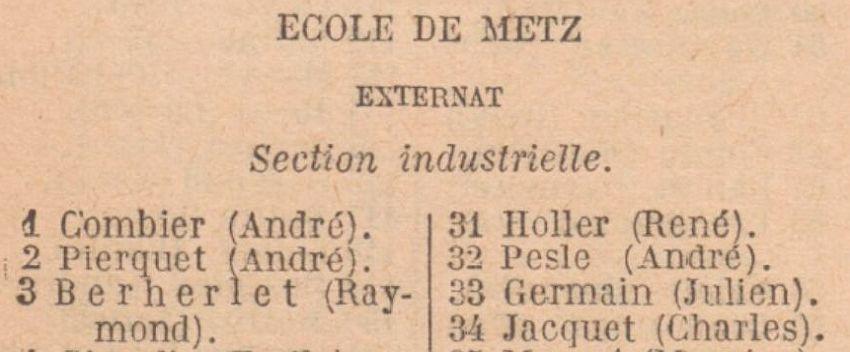 ECOLE DE METZ
EXTERNAT
Section industrielle.
1 Combier (André).
2 Pierquet (André).
3 Berherlet (Ray-
mond).
31 Holler (René).
32 Pesle (André).
33 Germain (Julien).
34 Jacquet (Charles).